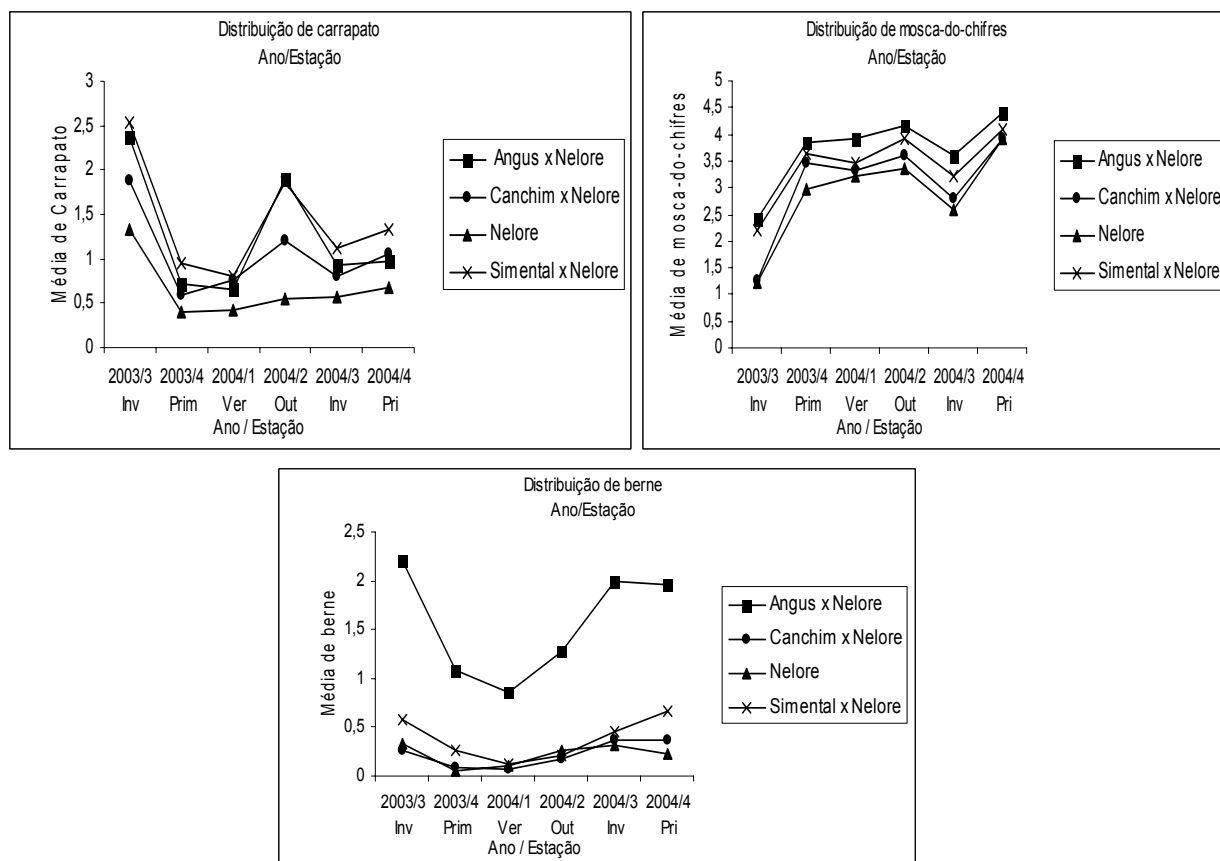 Distribuição de carrapato
Ano/Estação
Média de Carrapato
3
2,5
2
1,5
1
0,5
0
2003/3 2003/4 2004/1 2004/2 2004/3 2004/4
Inv Prim Ver Out Inv Pri
Ano / Estação
Angus x Nelore
Canchim x Nelore
Nelore
Simental x Nelore
Distribuição de mosca-do-chifres
Ano/Estação
Média de mosca-do-chifres
5
4,5
4
3,5
3
2,5
2
1,5
1
0,5
0
2003/3 2003/4 2004/1 2004/2 2004/3 2004/4
Inv Prim Ver Out Inv Pri
Ano / Estação
Angus x Nelore
Canchim x Nelore
Nelore
Simental x Nelore
Distribuição de berne
Ano/Estação
Média de berne
2,5
2
1,5
1
0,5
0
2003/3 2003/4 2004/1 2004/2 2004/3 2004/4
Inv Prim Ver Out Inv Pri
Ano / Estação
Angus x Nelore
Canchim x Nelore
Nelore
Simental x Nelore